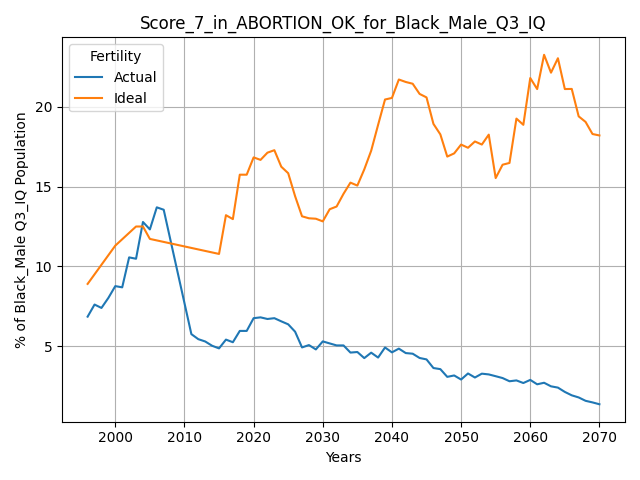 Score_7_in_ABORTION_OK_for_Black_Male_Q3_IQ
Fertility
Actual
Ideal
% of Black_Male Q3_IQ Population
20
15
10
5
2000 2010 2020 2030 2040 2050 2060 2070
Years